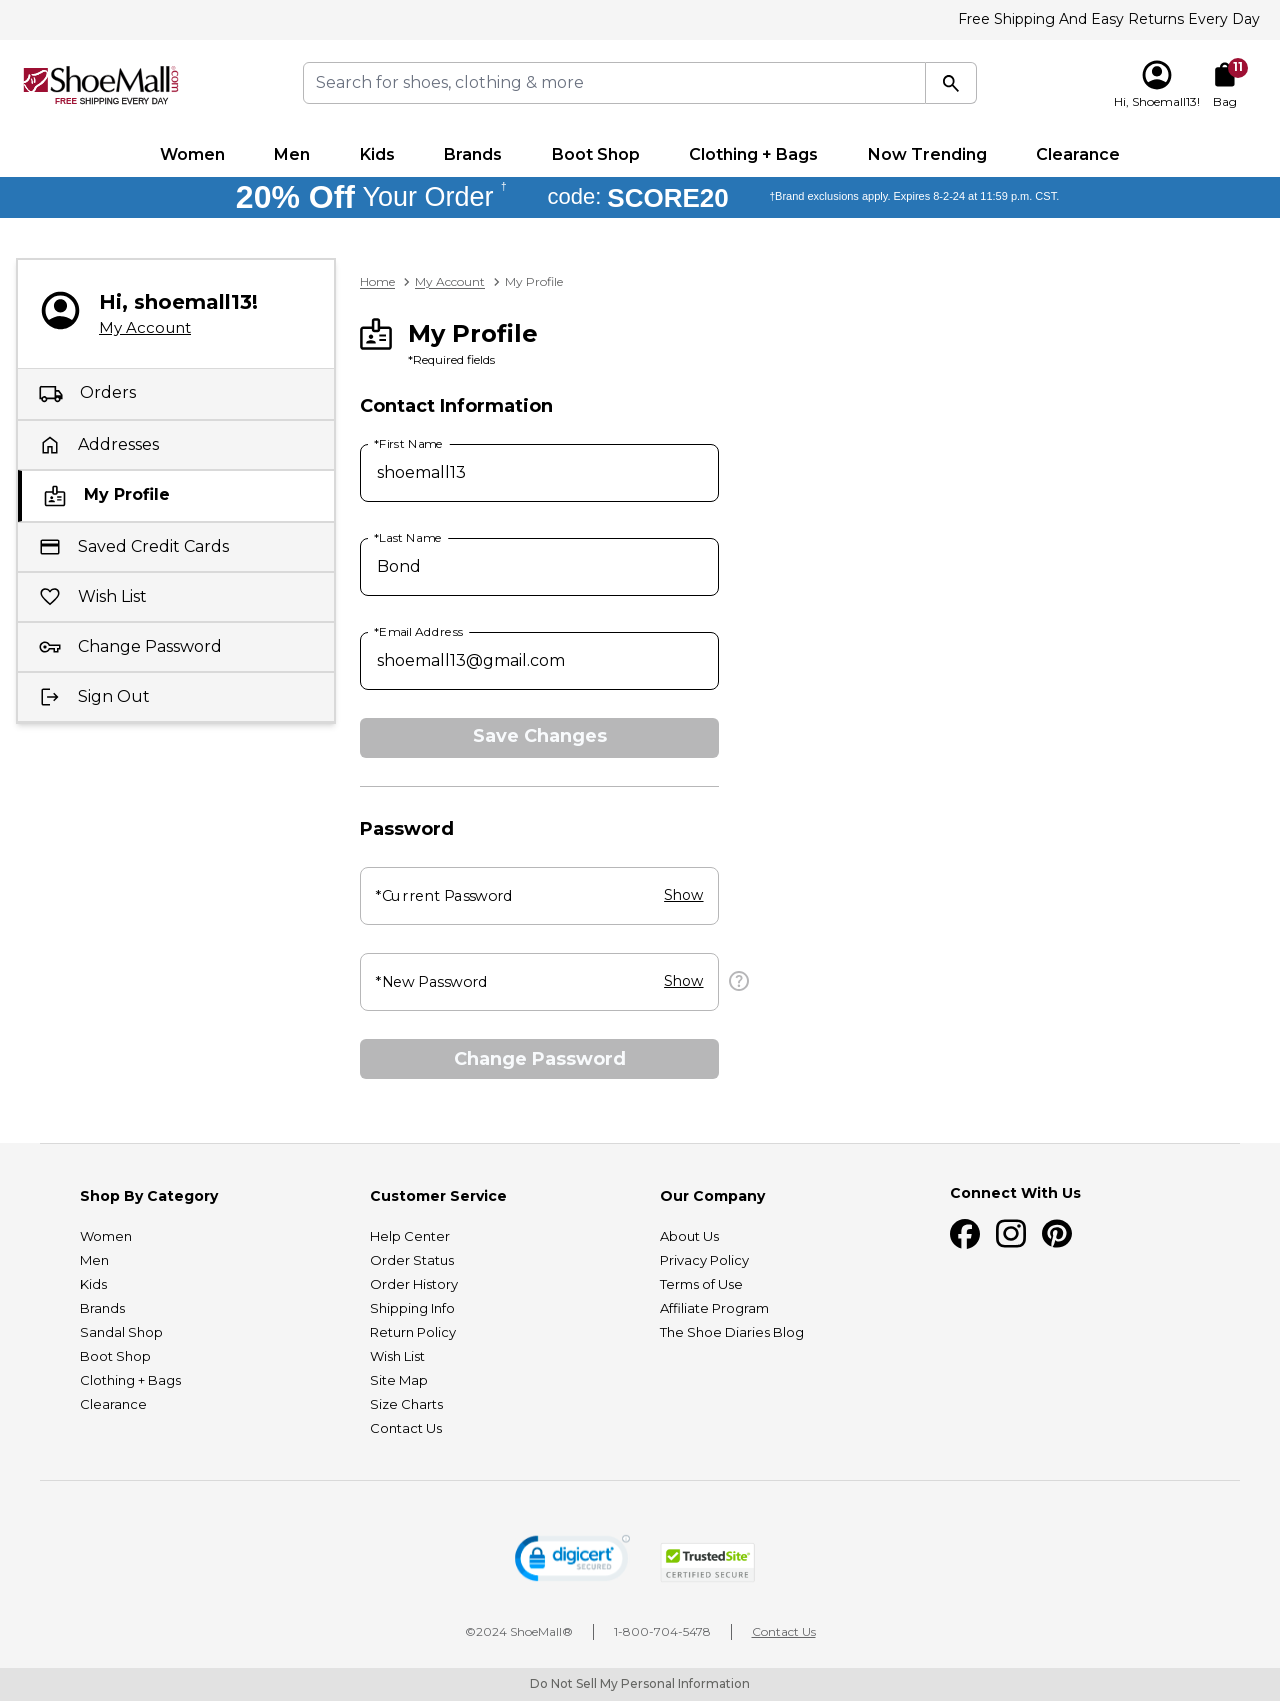 Free Shipping And Easy Returns Every Day
ShoeMall®.com
FREE SHIPPING EVERY DAY
Search for shoes, clothing & more
Hi, Shoemall13!
11
Bag
Women Men Kids Brands Boot Shop Clothing + Bags Now Trending Clearance
20% Off Your Order † code: SCORE20 †Brand exclusions apply. Expires 8-2-24 at 11:59 p.m. CST.
Hi, shoemall13!
My Account
Orders
Addresses
My Profile
Saved Credit Cards
Wish List
Change Password
Sign Out
Home > My Account > My Profile
My Profile
*Required fields
Contact Information
*First Name
shoemall13
*Last Name
Bond
*Email Address
shoemall13@gmail.com
Save Changes
Password
*Current Password Show
*New Password Show ?
Change Password
Shop By Category
Women
Men
Kids
Brands
Sandal Shop
Boot Shop
Clothing + Bags
Clearance
Customer Service
Help Center
Order Status
Order History
Shipping Info
Return Policy
Wish List
Site Map
Size Charts
Contact Us
Our Company
About Us
Privacy Policy
Terms of Use
Affiliate Program
The Shoe Diaries Blog
Connect With Us
digicert
SECURED
TrustedSite
CERTIFIED SECURE
©2024 ShoeMall® 1-800-704-5478 Contact Us
Do Not Sell My Personal Information